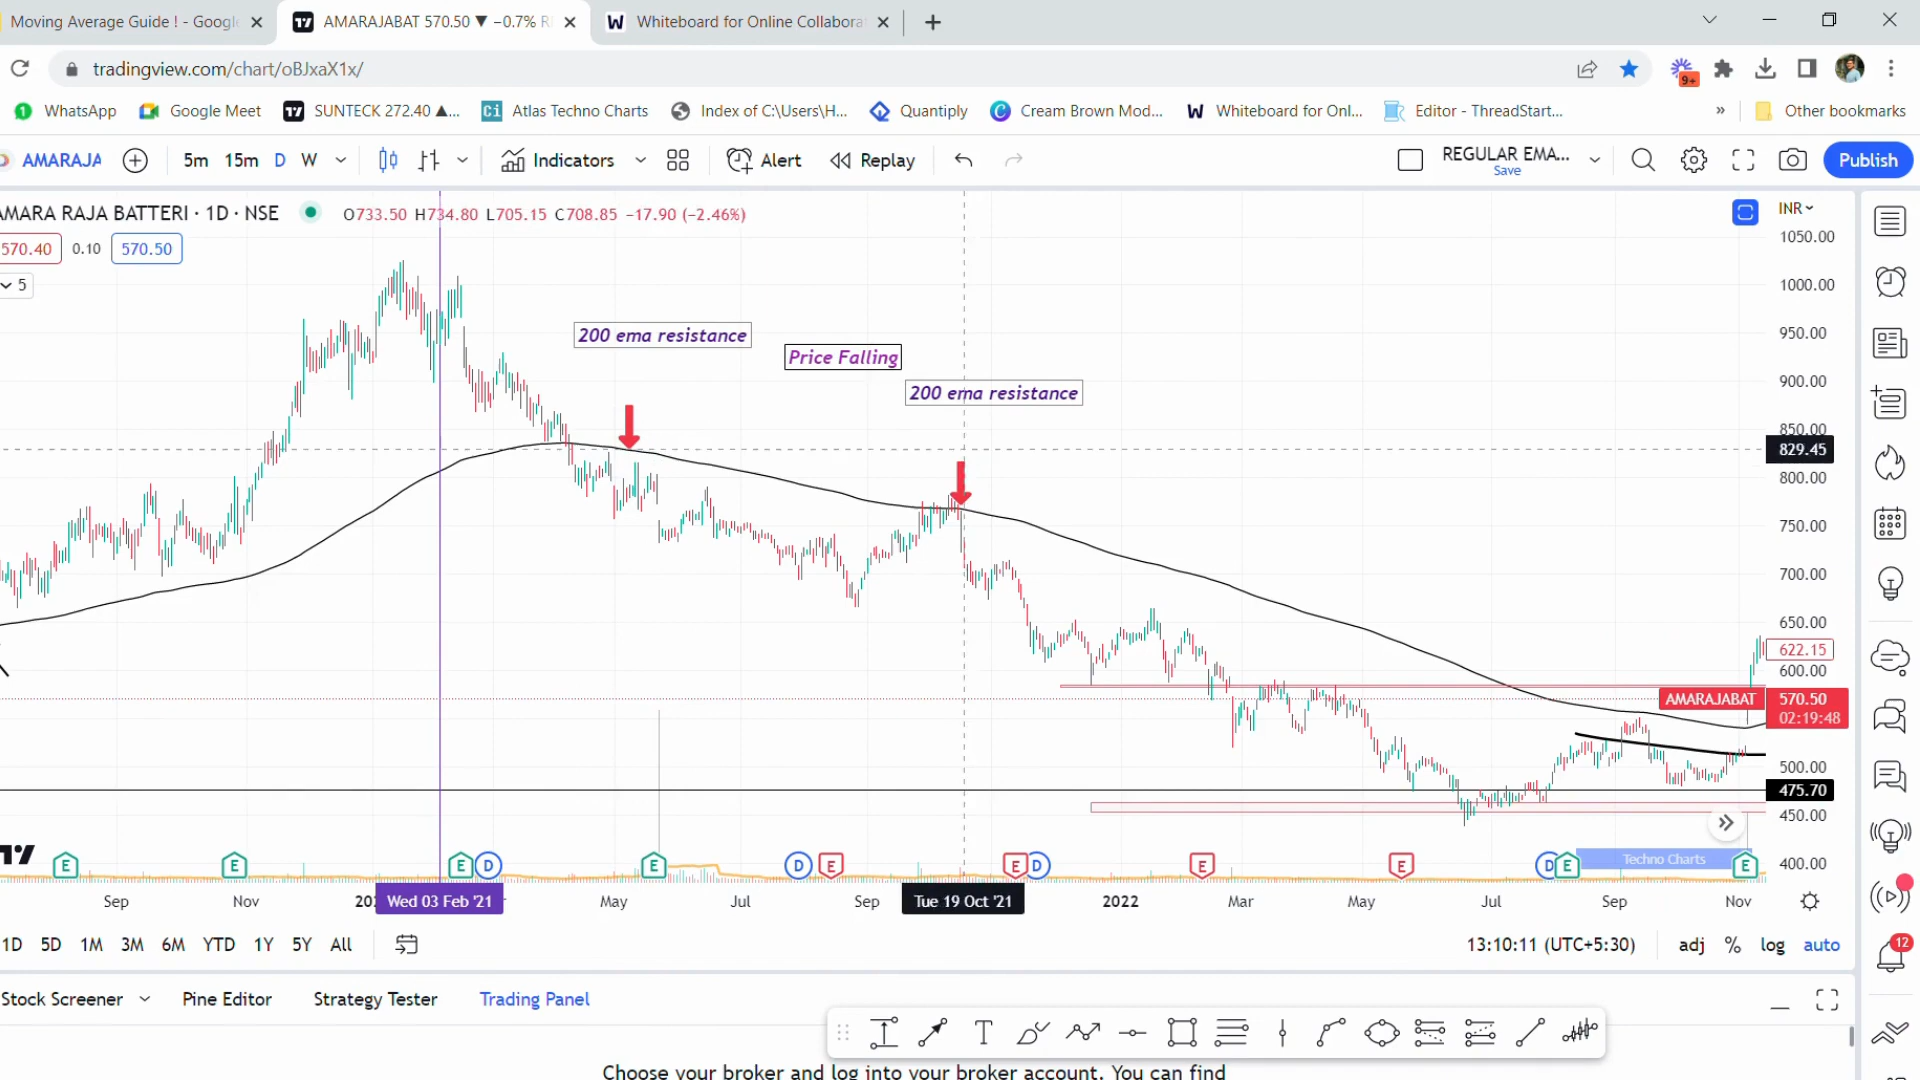 Moving Average Guide ! - Google
AMARAJABAT 570.50 ▼ −0.7% R
Whiteboard for Online Collabora
tradingview.com/chart/oBJxaX1x/
9+
WhatsApp
Google Meet
SUNTECK 272.40 ▲...
Atlas Techno Charts
Index of C:\Users\H...
Quantiply
Cream Brown Mod...
Whiteboard for Onl...
Editor - ThreadStart...
»
Other bookmarks
AMARAJA
5m 15m D W
Indicators
Alert
Replay
REGULAR EMA...
Save
Publish
AMARA RAJA BATTERI · 1D · NSE
O733.50 H734.80 L705.15 C708.85 −17.90 (−2.46%)
INR
570.40 0.10 570.50
5
1050.00
1000.00
950.00
900.00
850.00
829.45
800.00
750.00
700.00
650.00
622.15
600.00
AMARAJABAT 570.50
02:19:48
500.00
475.70
450.00
400.00
200 ema resistance
Price Falling
200 ema resistance
Techno Charts
E E E D E D E E D E E D E E
Sep Nov 202 Wed 03 Feb '21 May Jul Sep Tue 19 Oct '21 2022 Mar May Jul Sep Nov
1D 5D 1M 3M 6M YTD 1Y 5Y All
13:10:11 (UTC+5:30) adj % log auto
12
Stock Screener Pine Editor Strategy Tester Trading Panel
Choose your broker and log into your broker account. You can find